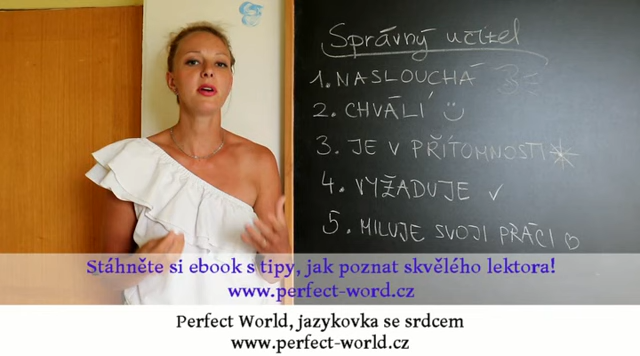 Správný učitel
1. NASLOUCHÁ
2. CHVÁLÍ
3. JE V PŘÍTOMNOSTI
4. VYŽADUJE
5. MILUJE SVOJI PRÁCI
Stáhněte si ebook s tipy, jak poznat skvělého lektora!
www.perfect-word.cz
Perfect World, jazykovka se srdcem
www.perfect-world.cz